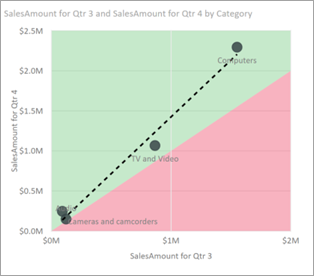 SalesAmount for Qtr 3 and SalesAmount for Qtr 4 by Category
$2.5M
$2.0M
$1.5M
$1.0M
$0.5M
$0.0M
SalesAmount for Qtr 4
Computers
TV and Video
Audio
Cameras and camcorders
$0M
$1M
$2M
SalesAmount for Qtr 3